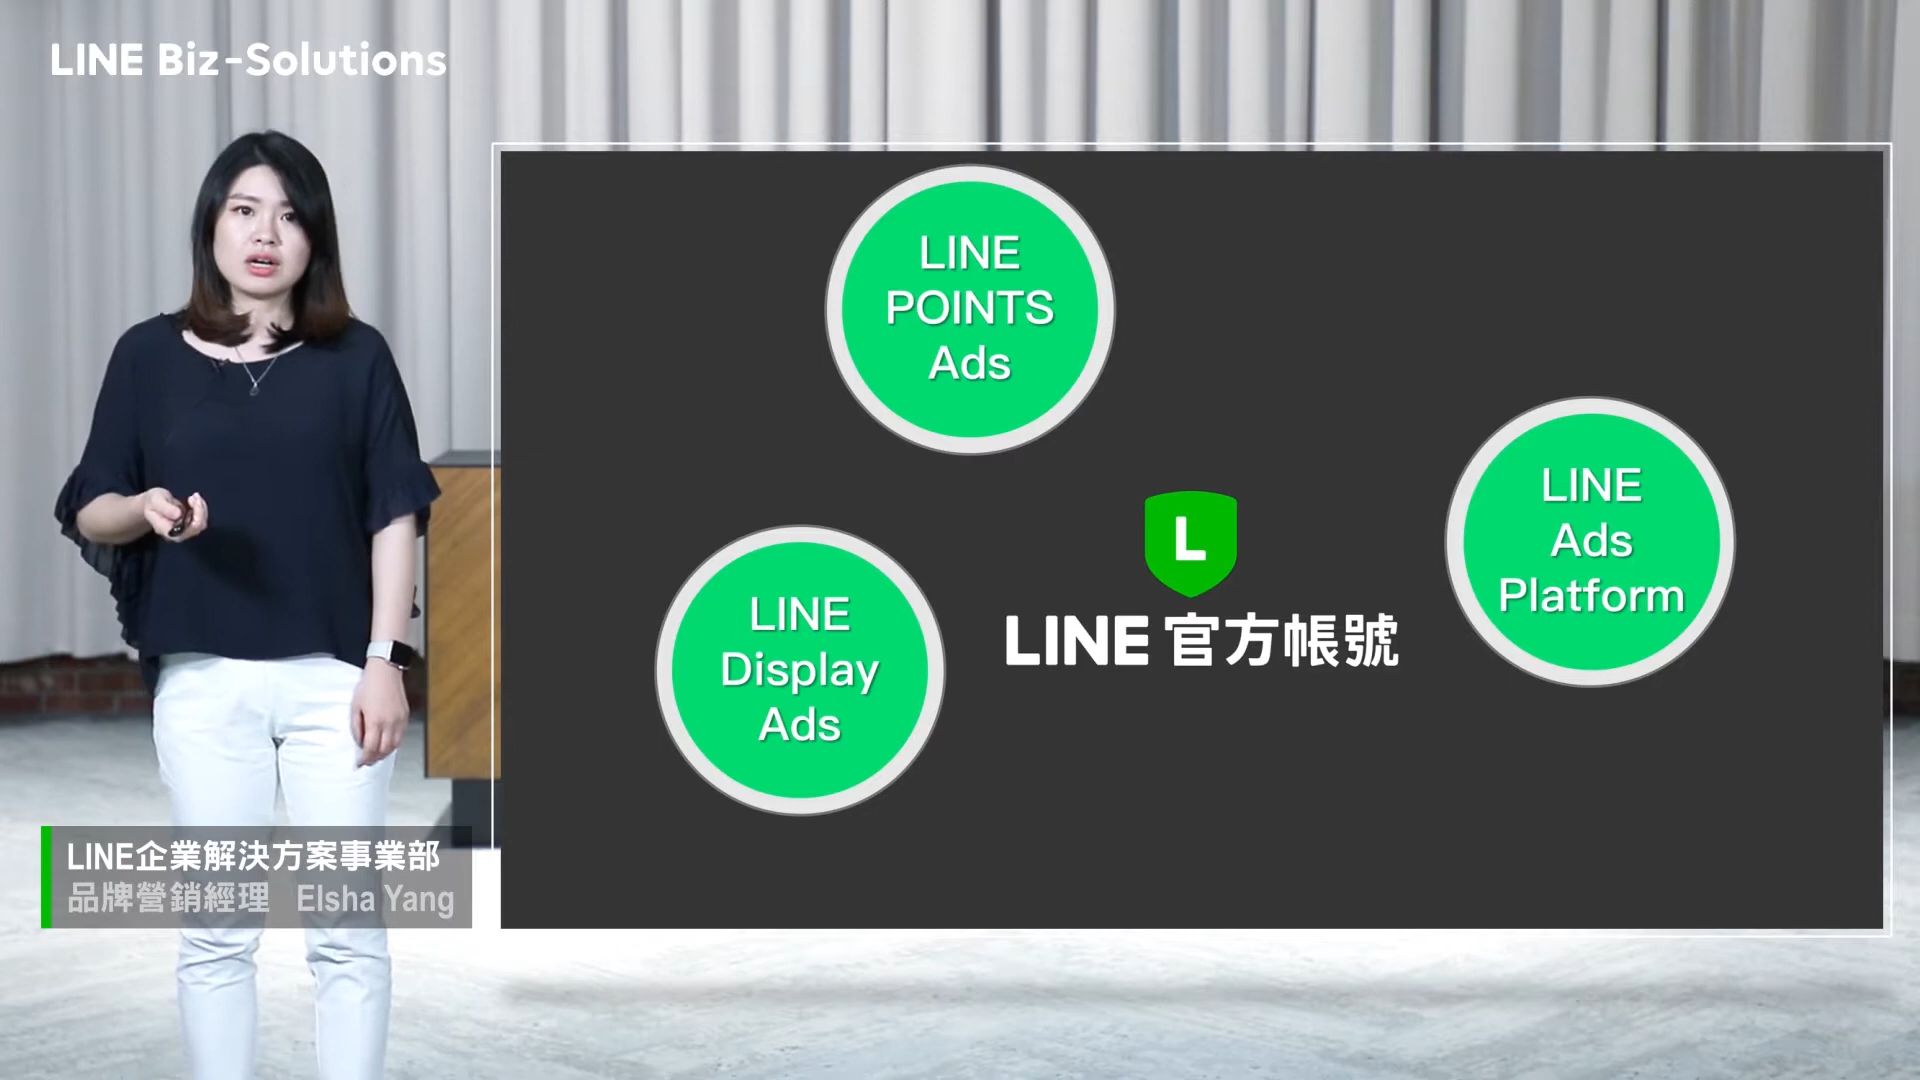 LINE Biz-Solutions
LINE
POINTS
Ads
LINE
Ads
Platform
L
LINE 官方帳號
LINE
Display
Ads
LINE企業解決方案事業部
品牌營銷經理 Elsha Yang